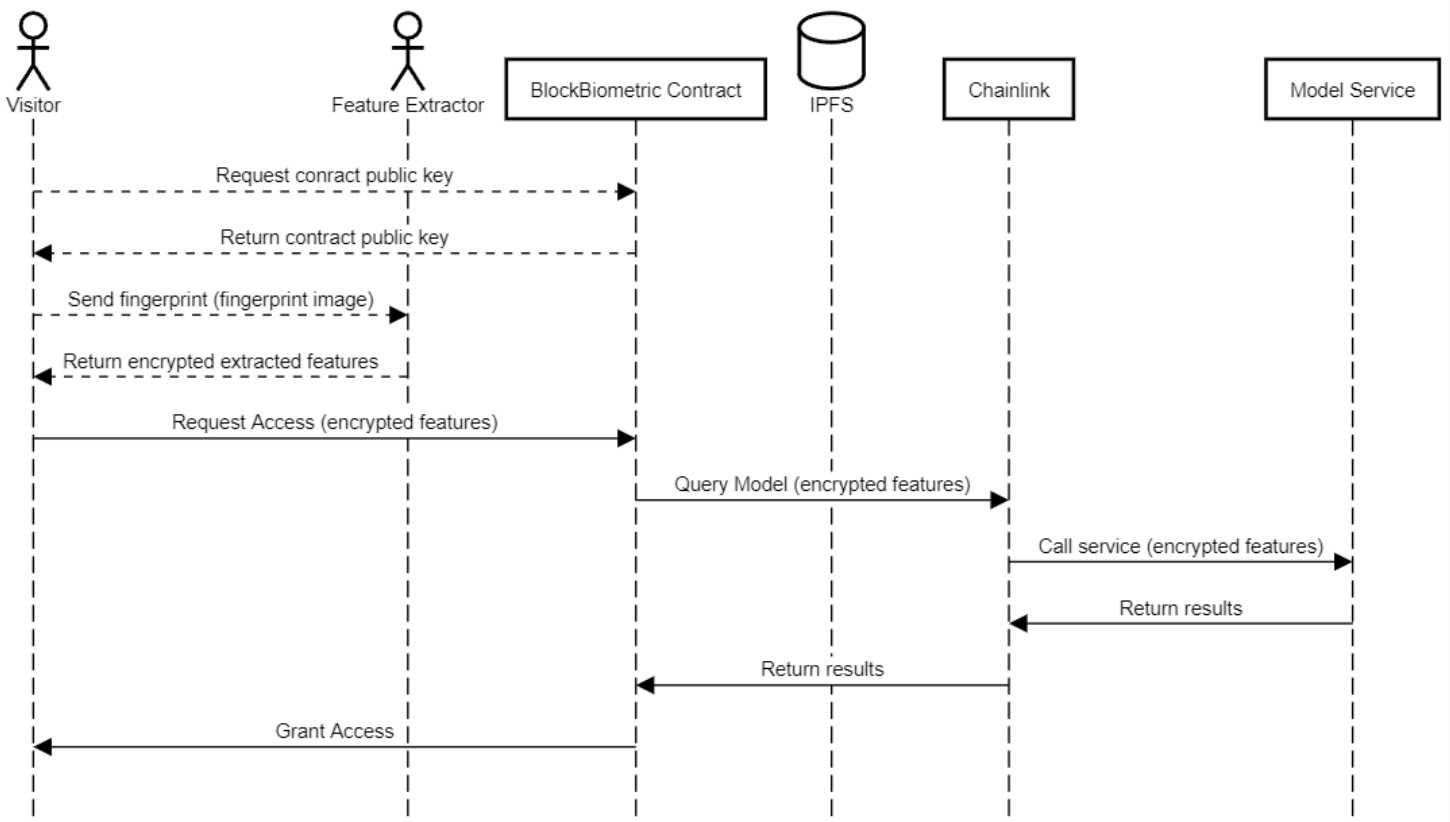 Visitor
Feature Extractor
BlockBiometric Contract
IPFS
Chainlink
Model Service
Request conract public key
Return contract public key
Send fingerprint (fingerprint image)
Return encrypted extracted features
Request Access (encrypted features)
Query Model (encrypted features)
Call service (encrypted features)
Return results
Return results
Grant Access